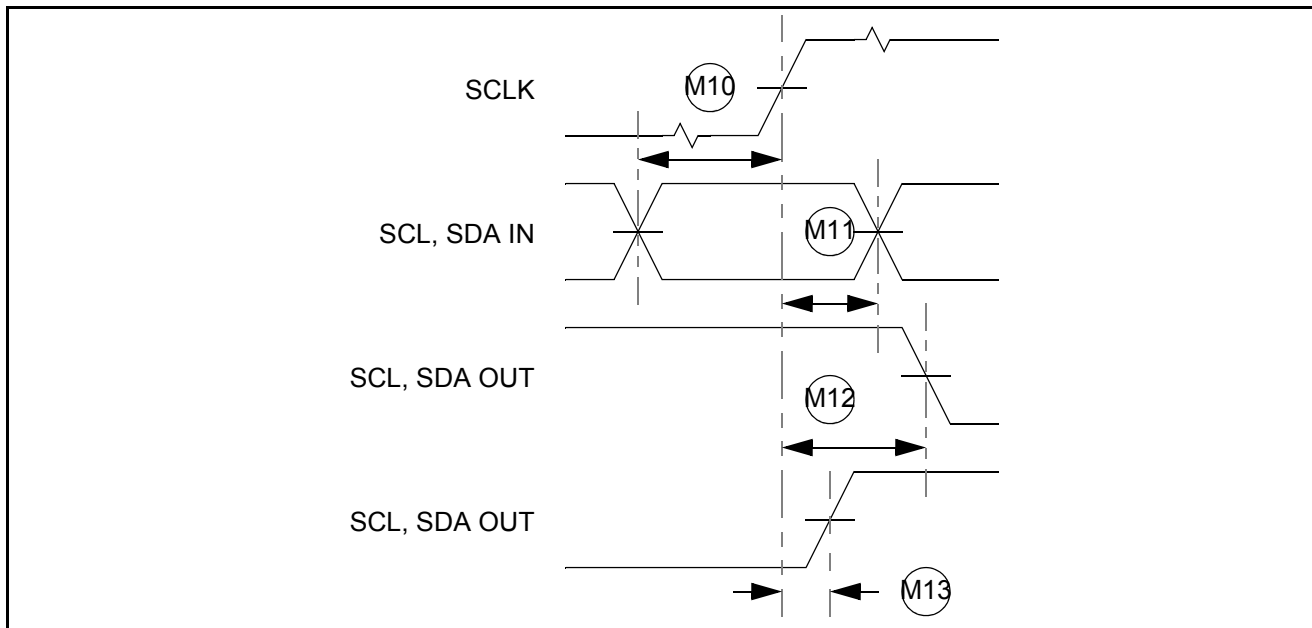 SCLK
M10
SCL, SDA IN
M11
SCL, SDA OUT
M12
SCL, SDA OUT
M13